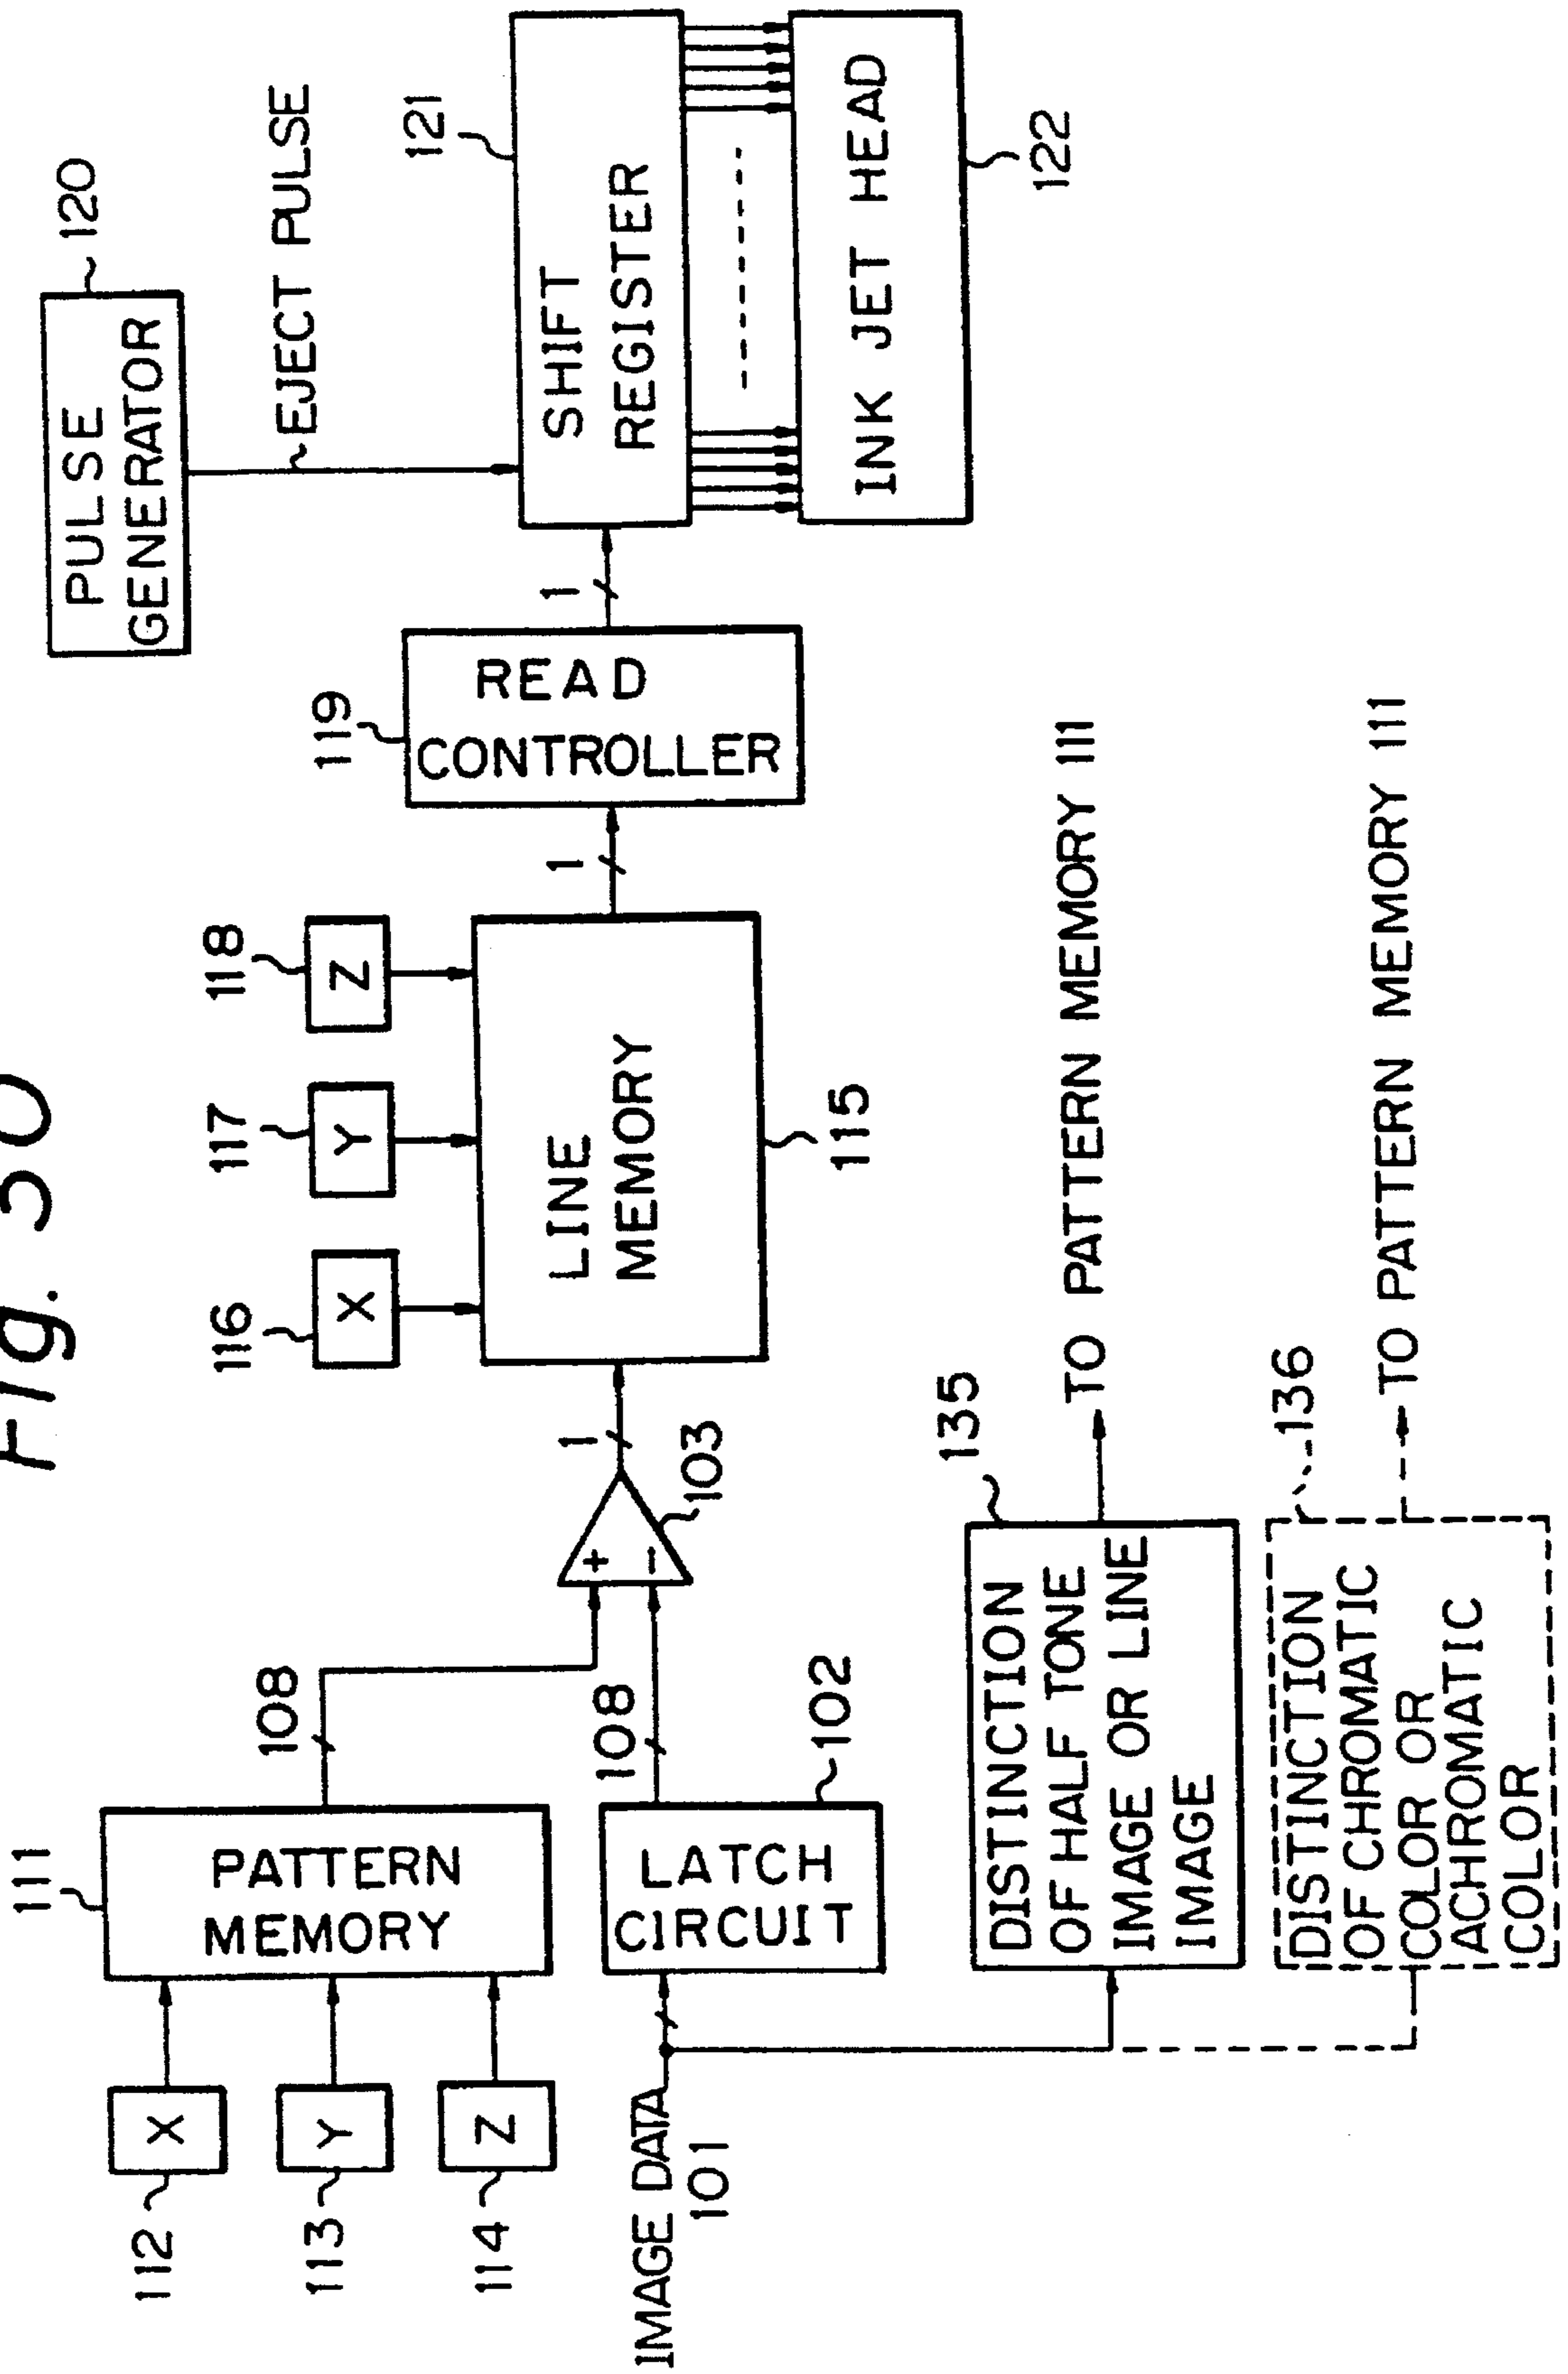 Fig. 30
111
PATTERN
MEMORY
X
112
Y
113
Z
114
108
IMAGE DATA
101
LATCH
CIRCUIT
102
108
+
−
103
1
X
116
Y
117
Z
118
LINE
MEMORY
115
1
119
READ
CONTROLLER
1
PULSE
GENERATOR
120
EJECT PULSE
SHIFT
REGISTER
121
INK JET HEAD
122
DISTINCTION
OF HALF TONE
IMAGE OR LINE
IMAGE
135
TO PATTERN MEMORY 111
DISTINCTION
OF CHROMATIC
COLOR OR
ACHROMATIC
COLOR
136
TO PATTERN MEMORY 111